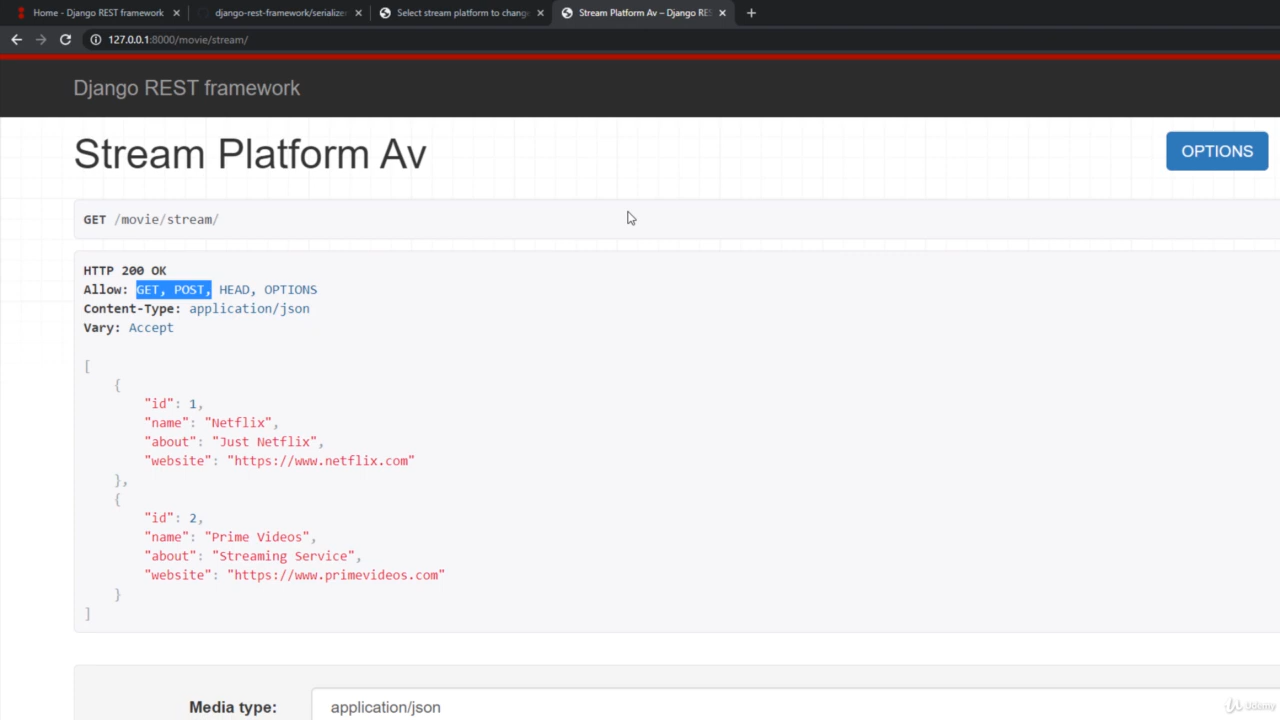 Home - Django REST framework
django-rest-framework/serialize
Select stream platform to change
Stream Platform Av – Django RES
127.0.0.1:8000/movie/stream/
Django REST framework
Stream Platform Av
OPTIONS
GET /movie/stream/
HTTP 200 OK
Allow: GET, POST, HEAD, OPTIONS
Content-Type: application/json
Vary: Accept
[
{
"id": 1,
"name": "Netflix",
"about": "Just Netflix",
"website": "https://www.netflix.com"
},
{
"id": 2,
"name": "Prime Videos",
"about": "Streaming Service",
"website": "https://www.primevideos.com"
}
]
Media type:
application/json
Udemy